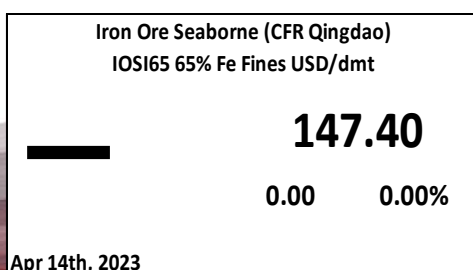 Iron Ore Seaborne (CFR Qingdao)
IOSI65 65% Fe Fines USD/dmt
147.40
0.00 0.00%
Apr 14th, 2023